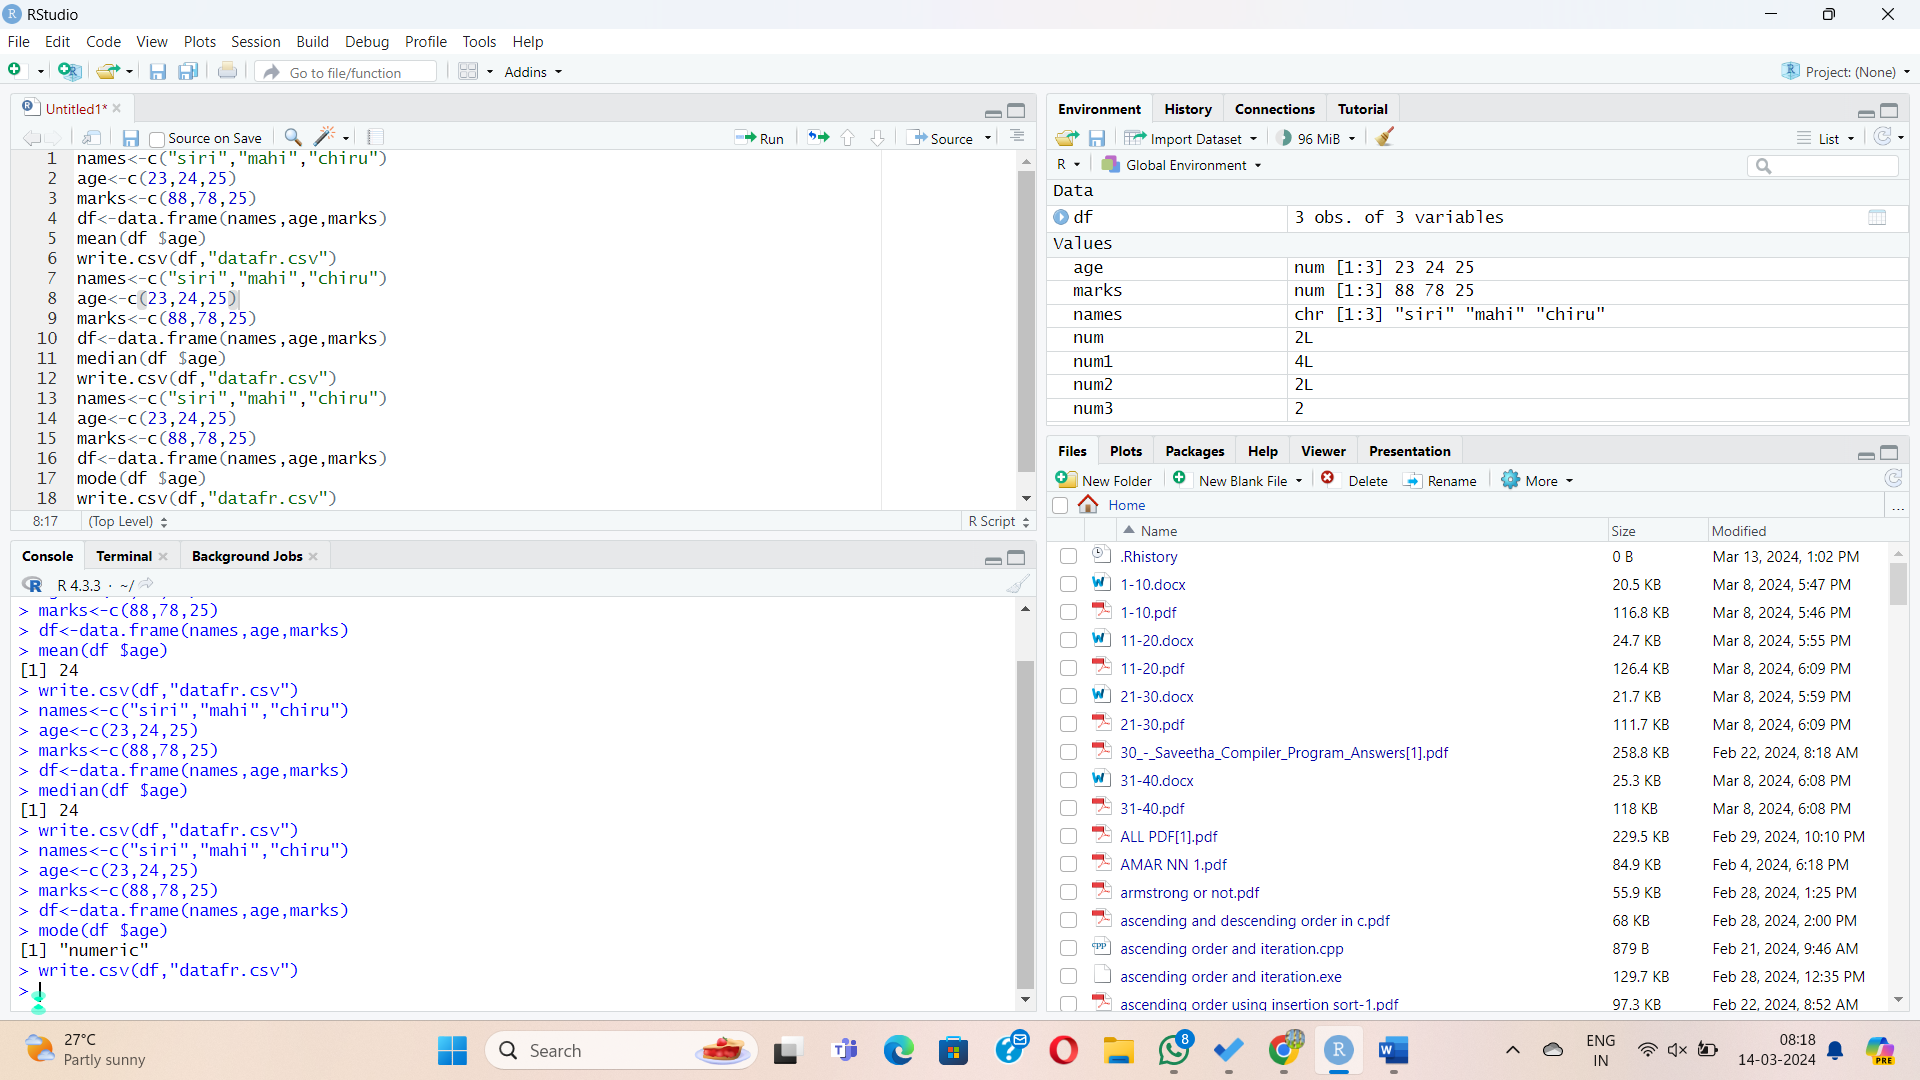 RStudio
File Edit Code View Plots Session Build Debug Profile Tools Help
Go to file/function Addins Project: (None)
Untitled1*
Source on Save Run Source
1 names<-c("siri","mahi","chiru")
2 age<-c(23,24,25)
3 marks<-c(88,78,25)
4 df<-data.frame(names,age,marks)
5 mean(df $age)
6 write.csv(df,"datafr.csv")
7 names<-c("siri","mahi","chiru")
8 age<-c(23,24,25)
9 marks<-c(88,78,25)
10 df<-data.frame(names,age,marks)
11 median(df $age)
12 write.csv(df,"datafr.csv")
13 names<-c("siri","mahi","chiru")
14 age<-c(23,24,25)
15 marks<-c(88,78,25)
16 df<-data.frame(names,age,marks)
17 mode(df $age)
18 write.csv(df,"datafr.csv")
8:17 (Top Level) R Script
Console Terminal Background Jobs
R 4.3.3 · ~/
> marks<-c(88,78,25)
> df<-data.frame(names,age,marks)
> mean(df $age)
[1] 24
> write.csv(df,"datafr.csv")
> names<-c("siri","mahi","chiru")
> age<-c(23,24,25)
> marks<-c(88,78,25)
> df<-data.frame(names,age,marks)
> median(df $age)
[1] 24
> write.csv(df,"datafr.csv")
> names<-c("siri","mahi","chiru")
> age<-c(23,24,25)
> marks<-c(88,78,25)
> df<-data.frame(names,age,marks)
> mode(df $age)
[1] "numeric"
> write.csv(df,"datafr.csv")
>
Environment History Connections Tutorial
Import Dataset 96 MiB List
R Global Environment
Data
df 3 obs. of 3 variables
Values
age num [1:3] 23 24 25
marks num [1:3] 88 78 25
names chr [1:3] "siri" "mahi" "chiru"
num 2L
num1 4L
num2 2L
num3 2
Files Plots Packages Help Viewer Presentation
New Folder New Blank File Delete Rename More
Home ...
Name Size Modified
.Rhistory 0 B Mar 13, 2024, 1:02 PM
1-10.docx 20.5 KB Mar 8, 2024, 5:47 PM
1-10.pdf 116.8 KB Mar 8, 2024, 5:46 PM
11-20.docx 24.7 KB Mar 8, 2024, 5:55 PM
11-20.pdf 126.4 KB Mar 8, 2024, 6:09 PM
21-30.docx 21.7 KB Mar 8, 2024, 5:59 PM
21-30.pdf 111.7 KB Mar 8, 2024, 6:09 PM
30_-_Saveetha_Compiler_Program_Answers[1].pdf 258.8 KB Feb 22, 2024, 8:18 AM
31-40.docx 25.3 KB Mar 8, 2024, 6:08 PM
31-40.pdf 118 KB Mar 8, 2024, 6:08 PM
ALL PDF[1].pdf 229.5 KB Feb 29, 2024, 10:10 PM
AMAR NN 1.pdf 84.9 KB Feb 4, 2024, 6:18 PM
armstrong or not.pdf 55.9 KB Feb 28, 2024, 1:25 PM
ascending and descending order in c.pdf 68 KB Feb 28, 2024, 2:00 PM
ascending order and iteration.cpp 879 B Feb 21, 2024, 9:46 AM
ascending order and iteration.exe 129.7 KB Feb 28, 2024, 12:35 PM
ascending order using insertion sort-1.pdf 97.3 KB Feb 22, 2024, 8:52 AM
27°C
Partly sunny
Search
8
ENG
IN
08:18
14-03-2024
PRE